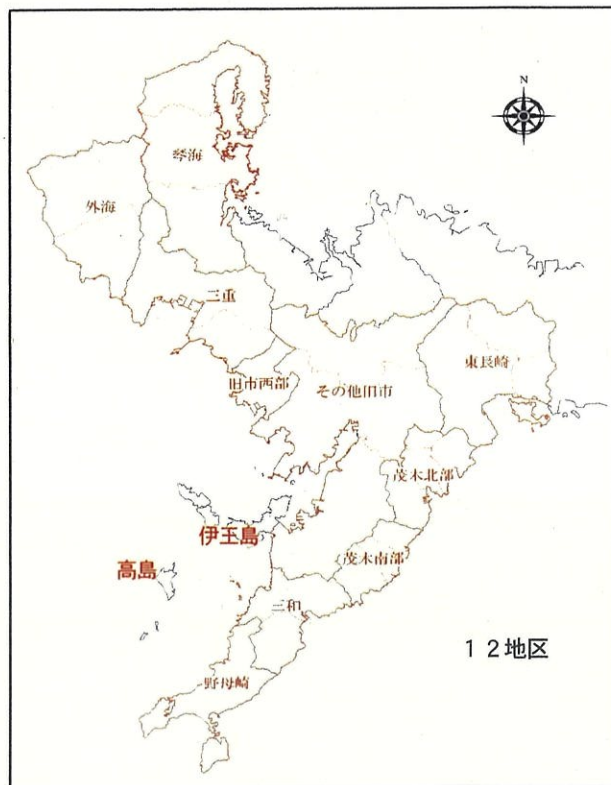 N
琴海
外海
三重
東長崎
旧市西部
その他旧市
茂木北部
伊王島
茂木南部
高島
三和
12地区
野母崎